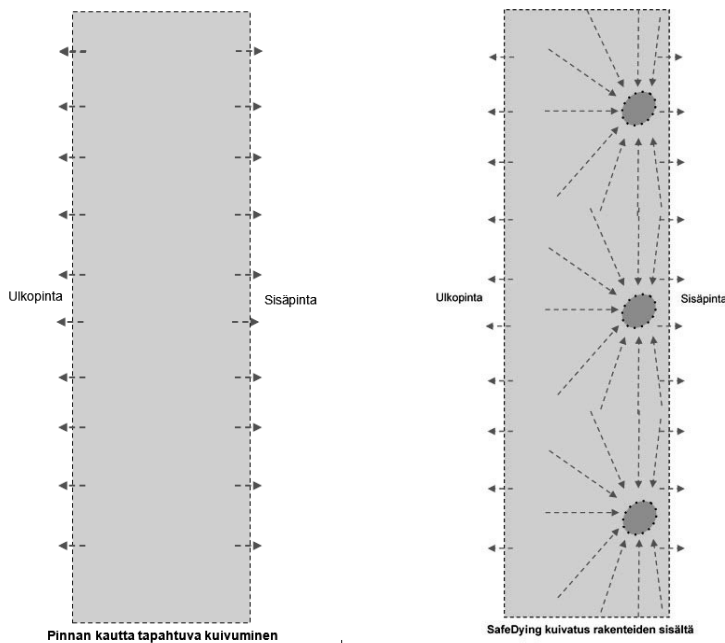 Ulkopinta
Sisäpinta
Pinnan kautta tapahtuva kuivuminen
Ulkopinta
Sisäpinta
SafeDying kuivatus rakenteiden sisältä